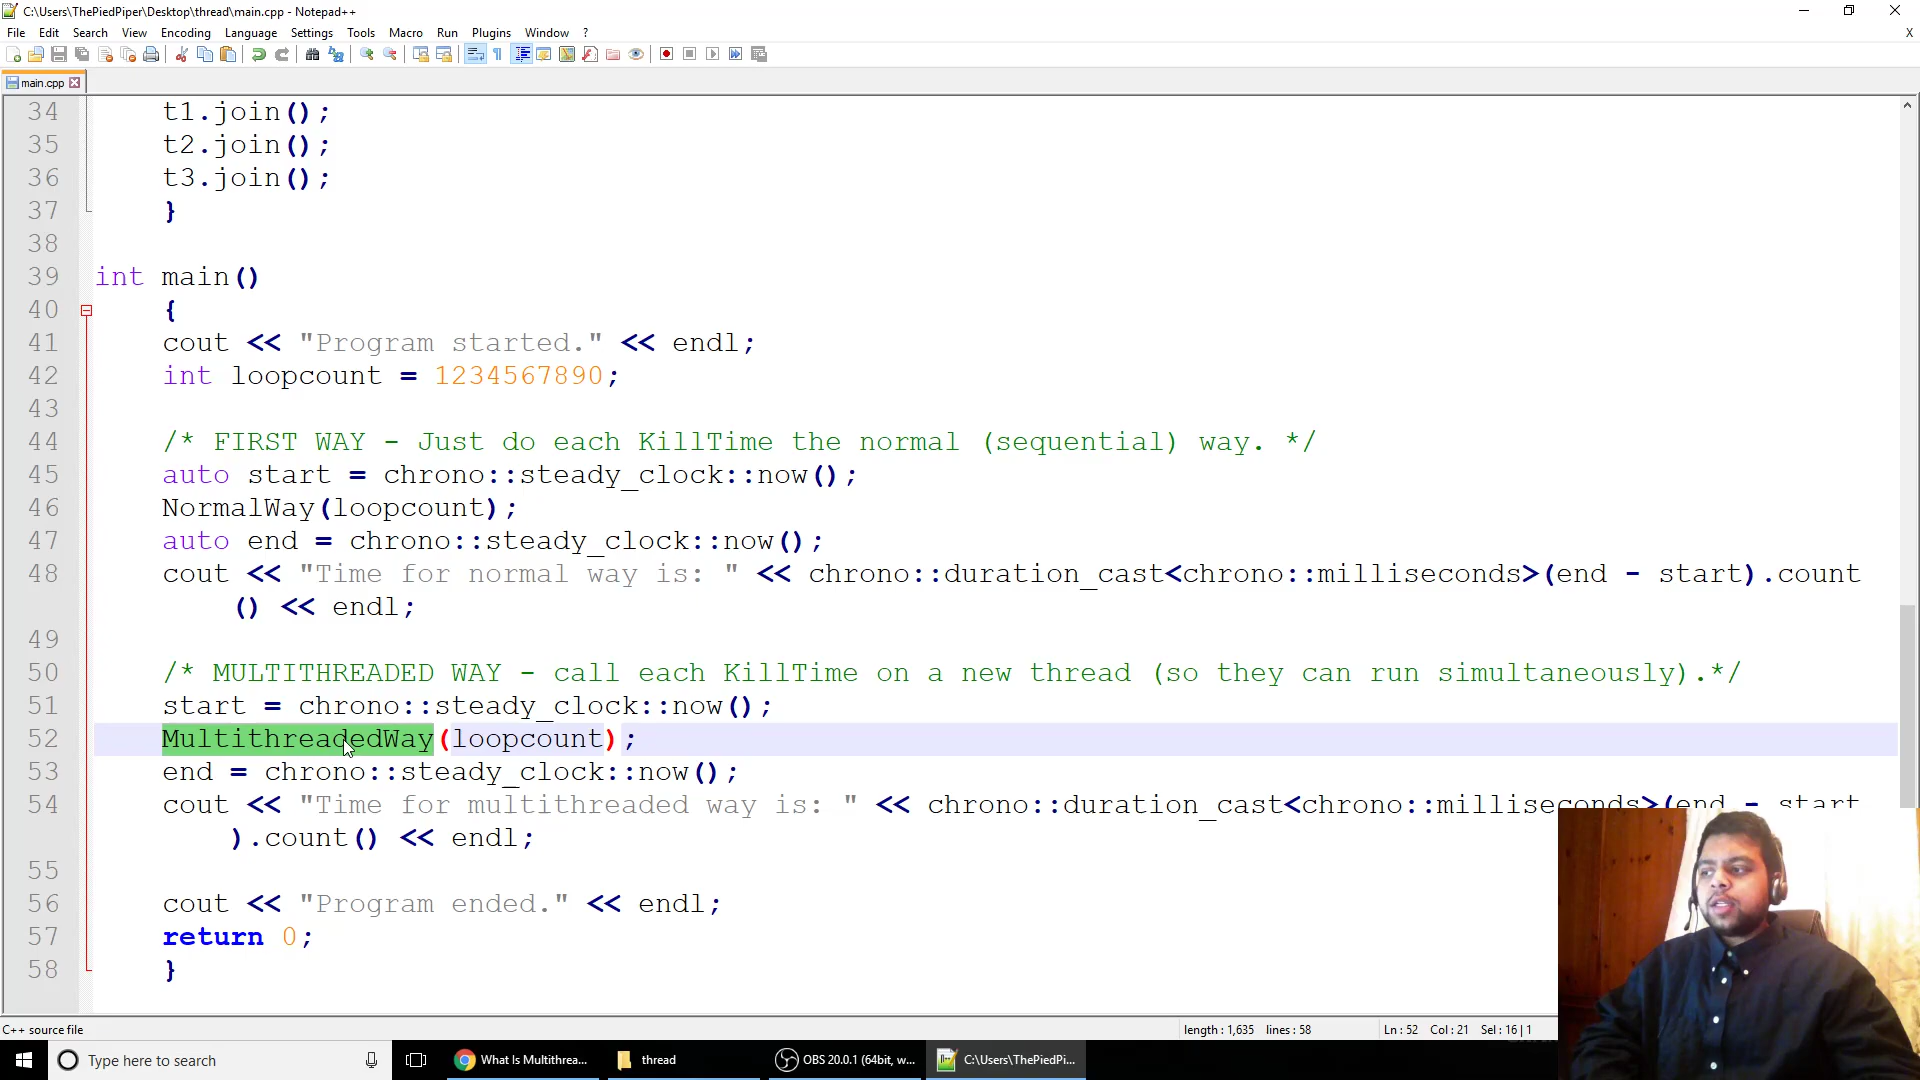 C:\Users\ThePiedPiper\Desktop\thread\main.cpp - Notepad++
File Edit Search View Encoding Language Settings Tools Macro Run Plugins Window ? X
main.cpp
34 t1.join();
35 t2.join();
36 t3.join();
37 }
38
39 int main()
40 {
41 cout << "Program started." << endl;
42 int loopcount = 1234567890;
43
44 /* FIRST WAY - Just do each KillTime the normal (sequential) way. */
45 auto start = chrono::steady_clock::now();
46 NormalWay(loopcount);
47 auto end = chrono::steady_clock::now();
48 cout << "Time for normal way is: " << chrono::duration_cast<chrono::milliseconds>(end - start).count
() << endl;
49
50 /* MULTITHREADED WAY - call each KillTime on a new thread (so they can run simultaneously).*/
51 start = chrono::steady_clock::now();
52 MultithreadedWay(loopcount);
53 end = chrono::steady_clock::now();
54 cout << "Time for multithreaded way is: " << chrono::duration_cast<chrono::milliseconds>(end - start
).count() << endl;
55
56 cout << "Program ended." << endl;
57 return 0;
58 }
C++ source file length : 1,635 lines : 58 Ln : 52 Col : 21 Sel : 16 | 1
Type here to search What Is Multithrea... thread OBS 20.0.1 (64bit, w... C:\Users\ThePiedPi...